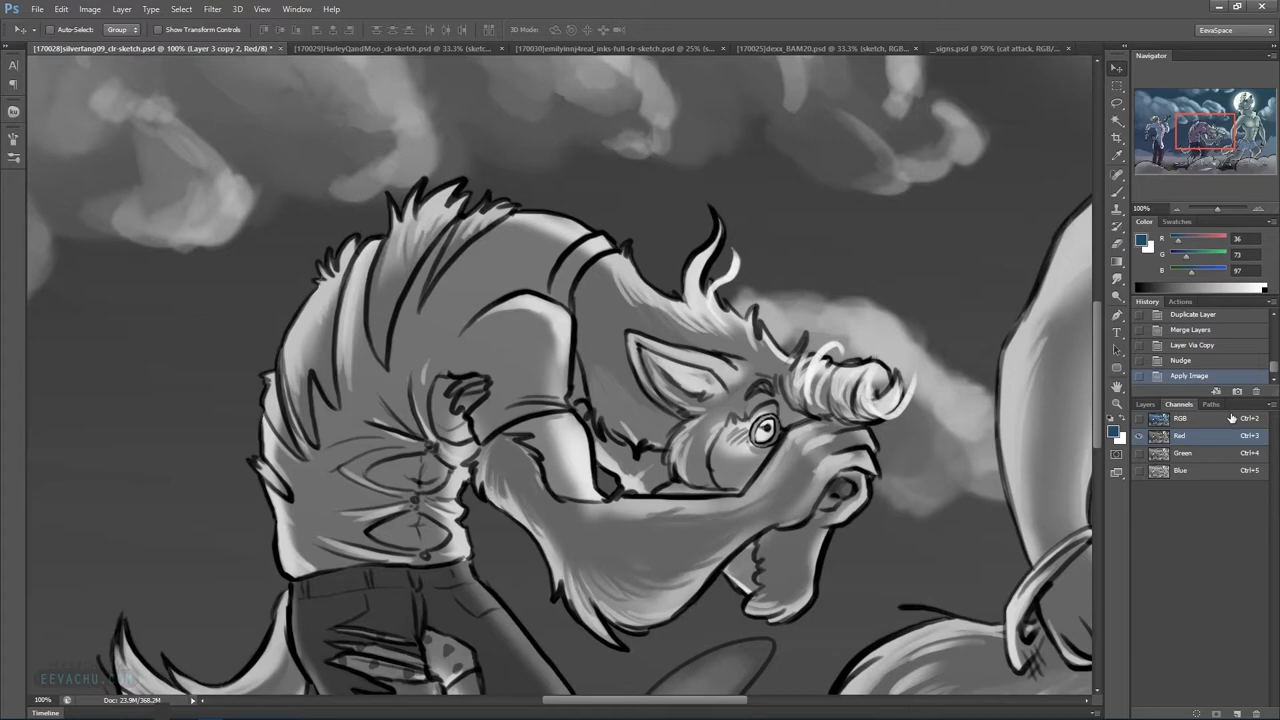 Ps File Edit Image Layer Type Select Filter 3D View Window Help
Auto-Select: Group Show Transform Controls 3D Mode: EevaSpace
[170028]silverfang09_clr-sketch.psd @ 100% (Layer 3 copy 2, Red/8) * × [170029]HarleyQandMoo_clr-sketch.psd @ 33.3% (sketch,... × [170030]emilyinnj4real_inks-full-clr-sketch.psd @ 25% (s... × [170025]dexx_BAM20.psd @ 33.3% (sketch, RGB/... × __signs.psd @ 50% (cat attack, RGB/... ×
Navigator
100%
Color Swatches
R 36
G 73
B 97
History Actions
Duplicate Layer
Merge Layers
Layer Via Copy
Nudge
Apply Image
Layers Channels Paths
RGB Ctrl+2
Red Ctrl+3
Green Ctrl+4
Blue Ctrl+5
ku
EEVACHU.COM
100% Doc: 23.9M/368.2M
Timeline